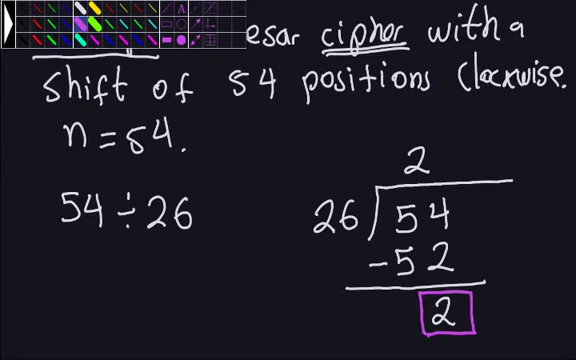 esar cipher with a
shift of 54 positions Clockwise.
n = 54.
2
54 ÷ 26
26 54
-52
2